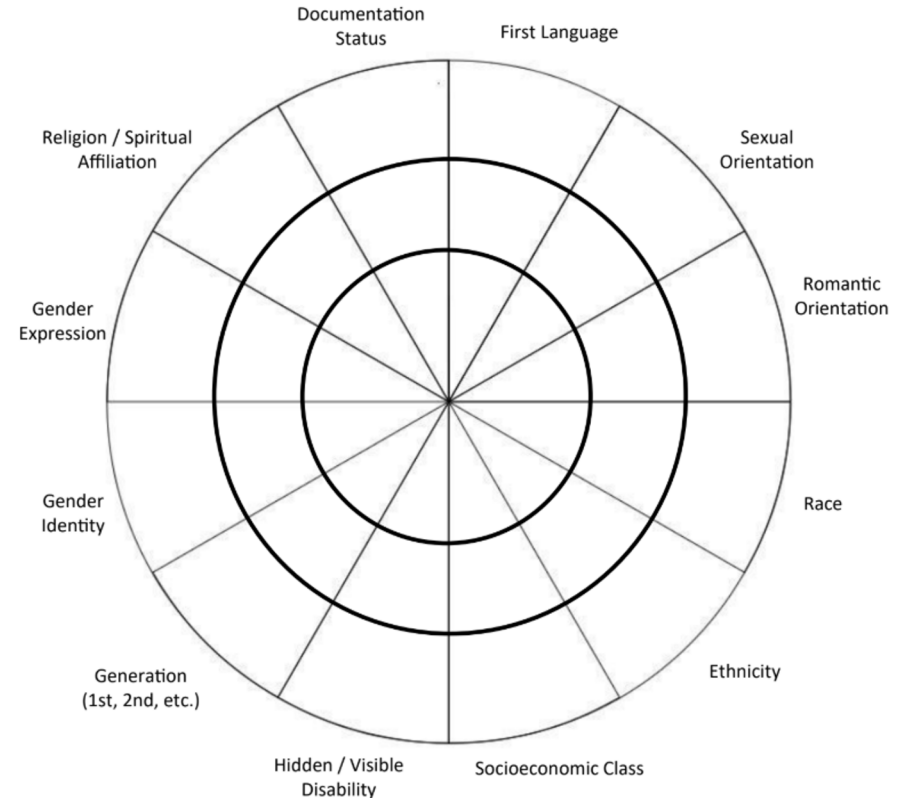 Documentation
Status
First Language
Religion / Spiritual
Affiliation
Sexual
Orientation
Gender
Expression
Romantic
Orientation
Gender
Identity
Race
Generation
(1st, 2nd, etc.)
Ethnicity
Hidden / Visible
Disability
Socioeconomic Class